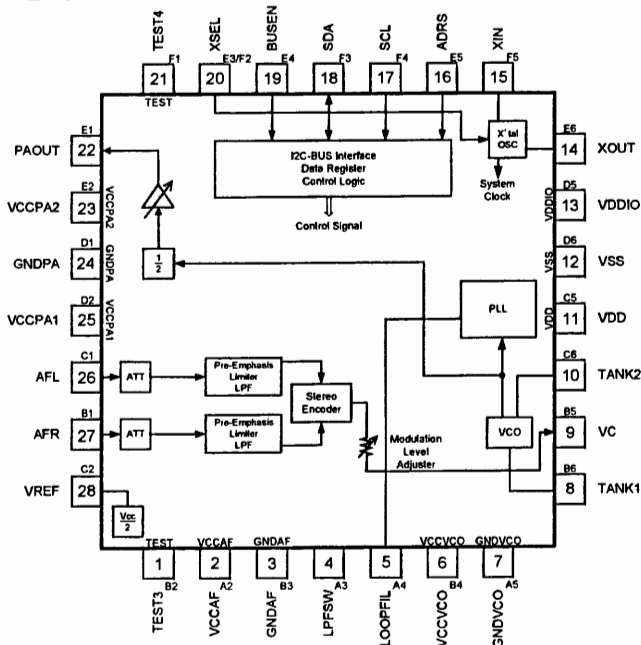 TEST4 XSEL BUSEN SDA SCL ADRS XIN
F1 E3/F2 E4 F3 F4 E5 F5
21 20 19 18 17 16 15
TEST
E1
PAOUT 22
E2
VCCPA2 23
VCCPA2
D1
GNDPA 24
GNDPA
D2
VCCPA1 25
VCCPA1
C1
AFL 26
B1
AFR 27
C2
VREF 28
I2C-BUS Interface
Data Register
Control Logic
Control Signal
X'tal
OSC
System
Clock
1/2
PLL
ATT
Pre-Emphasis
Limiter
LPF
Stereo
Encoder
ATT
Pre-Emphasis
Limiter
LPF
Modulation
Level
Adjuster
VCO
Vcc/2
E6
14 XOUT
D5
VDDIO
13 VDDIO
D6
VSS
12 VSS
C5
VDD
11 VDD
C6
10 TANK2
B5
9 VC
B6
8 TANK1
TEST VCCAF GNDAF VCCVCO GNDVCO
1 2 3 4 5 6 7
B2 A2 B3 A3 A4 B4 A5
TEST3 VCCAF GNDAF LPFSW LOOPFIL VCCVCO GNDVCO